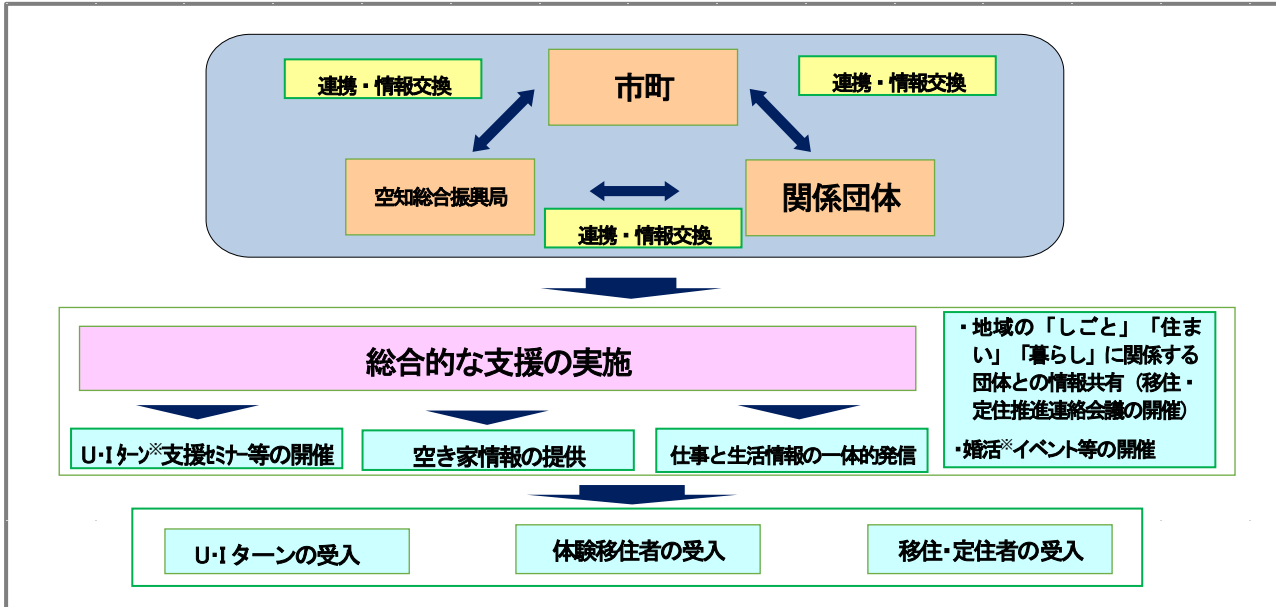 連携・情報交換
市町
連携・情報交換
空知総合振興局
関係団体
連携・情報交換
総合的な支援の実施
・地域の「しごと」「住ま
い」「暮らし」に関係する
団体との情報共有（移住・
定住推進連絡会議の開催）
・婚活※イベント等の開催
U・Iターン※支援セミナー等の開催
空き家情報の提供
仕事と生活情報の一体的発信
U・Iターンの受入
体験移住者の受入
移住・定住者の受入